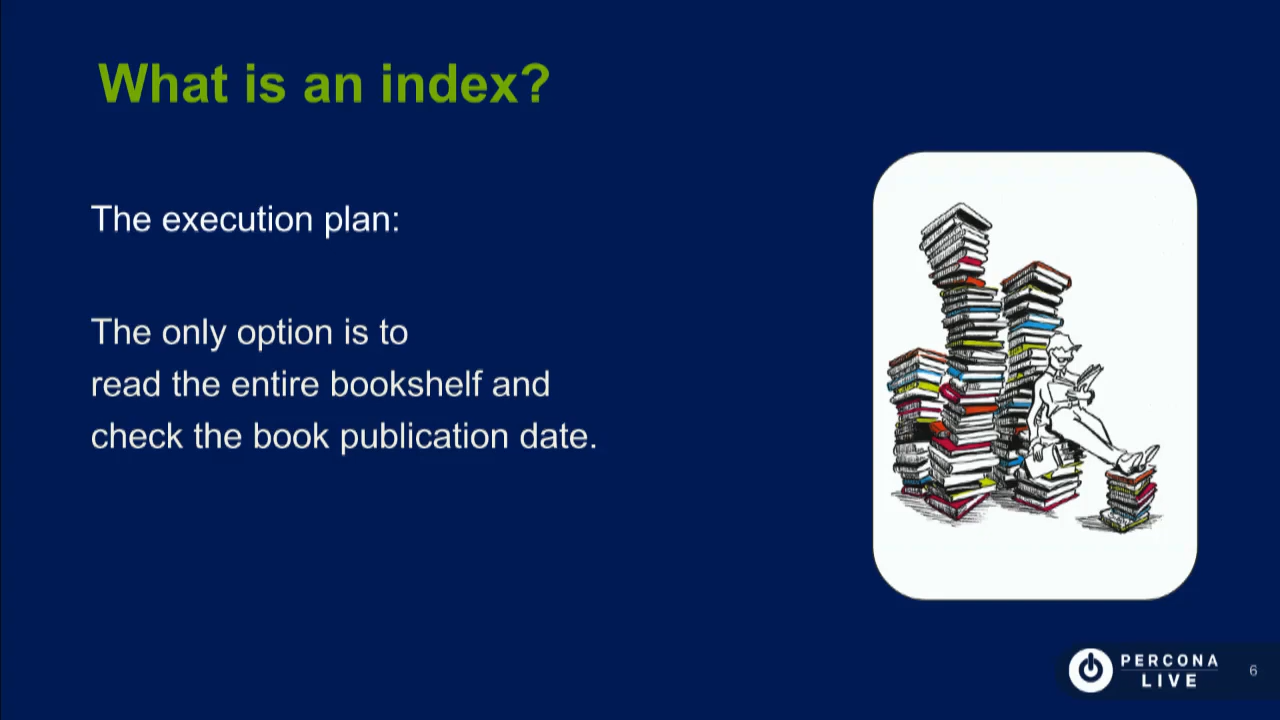 What is an index?
The execution plan:
The only option is to
read the entire bookshelf and
check the book publication date.
PERCONA
LIVE
6